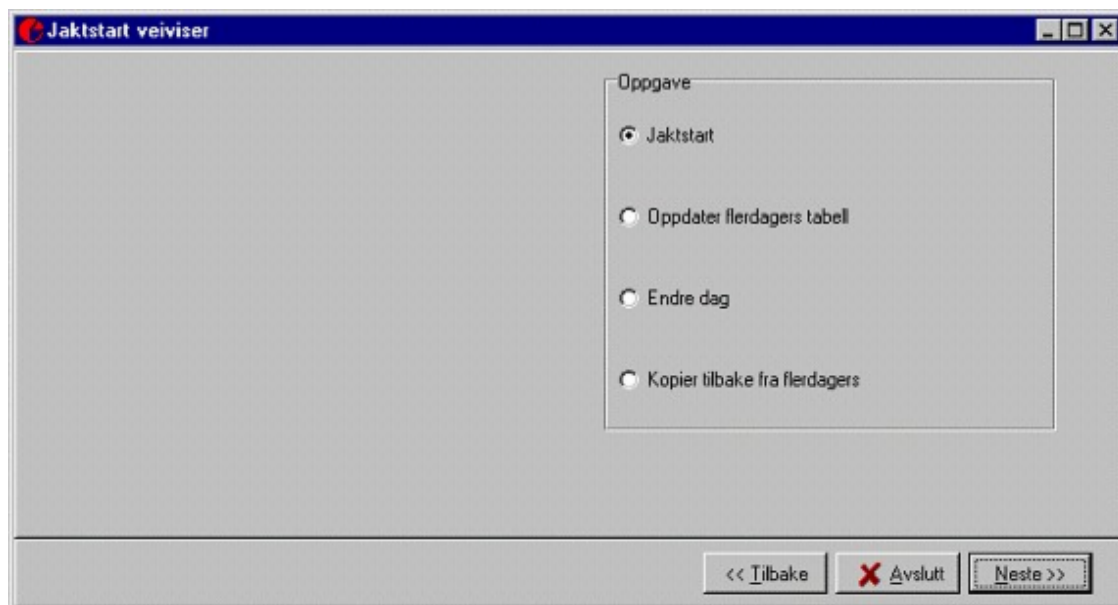 Jaktstart veiviser
Oppgave
Jaktstart
Oppdater flerdagers tabell
Endre dag
Kopier tilbake fra flerdagers
<< Tilbake
Avslutt
Neste >>